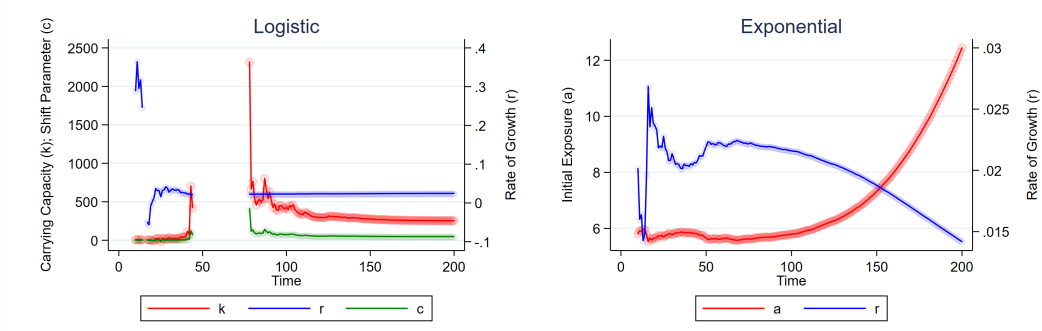 Logistic
Carrying Capacity (k); Shift Parameter (c)
2500
2000
1500
1000
500
0
.4
.3
.2
.1
0
-.1
Rate of Growth (r)
0 50 100 150 200
Time
k r c
Exponential
Initial Exposure (a)
12
10
8
6
.03
.025
.02
.015
Rate of Growth (r)
0 50 100 150 200
Time
a r